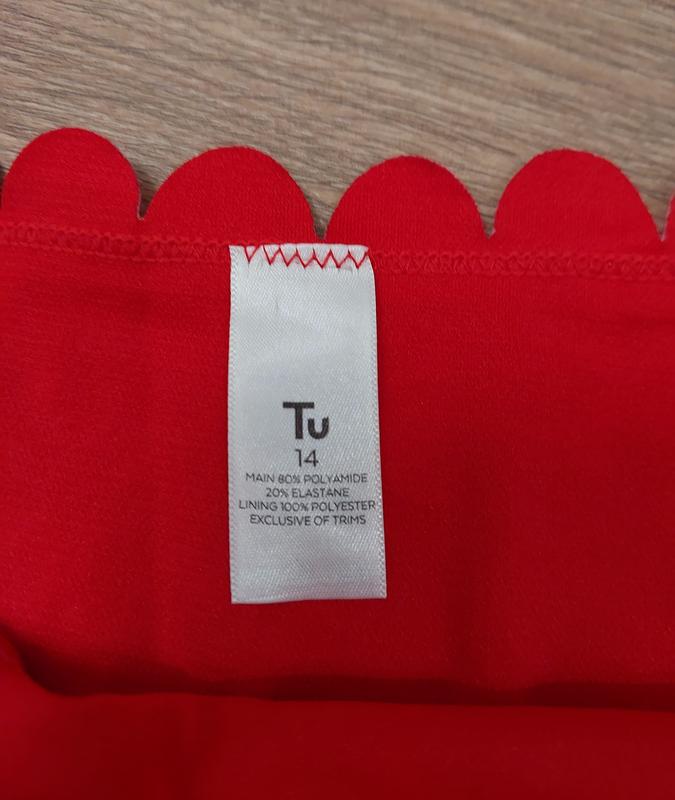 Tu
14
MAIN 80% POLYAMIDE
20% ELASTANE
LINING 100% POLYESTER
EXCLUSIVE OF TRIMS